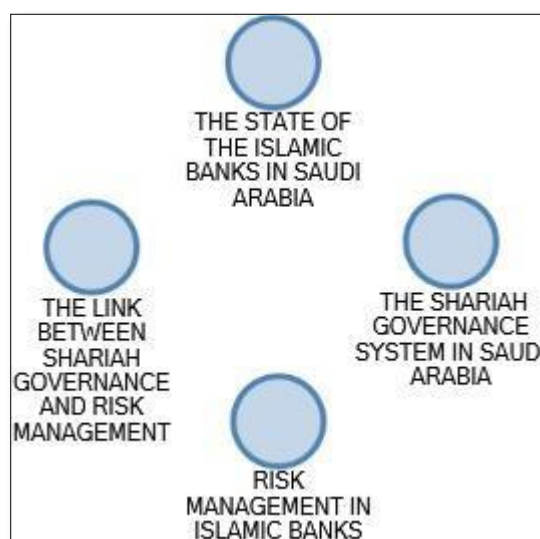 THE STATE OF
THE ISLAMIC
BANKS IN SAUDI
ARABIA
THE LINK
BETWEEN
SHARIAH
GOVERNANCE
AND RISK
MANAGEMENT
THE SHARIAH
GOVERNANCE
SYSTEM IN SAUD
ARABIA
RISK
MANAGEMENT IN
ISLAMIC BANKS